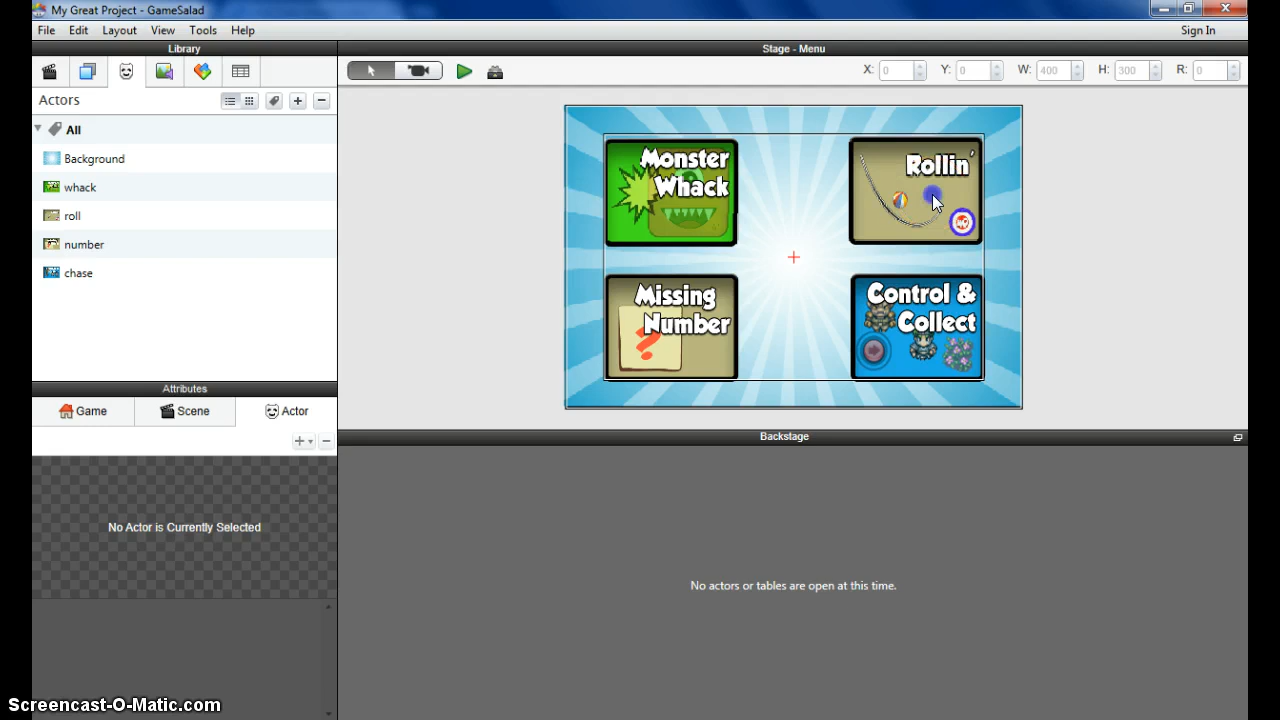 My Great Project - GameSalad
File Edit Layout View Tools Help
Sign In
Library
Stage - Menu
X: 0 Y: 0 W: 400 H: 300 R: 0
Actors
All
Background
whack
roll
number
chase
Monster
Whack
Rollin'
Missing
Number
?
Control &
Collect
Attributes
Game Scene Actor
Backstage
No Actor is Currently Selected
No actors or tables are open at this time.
Screencast-O-Matic.com